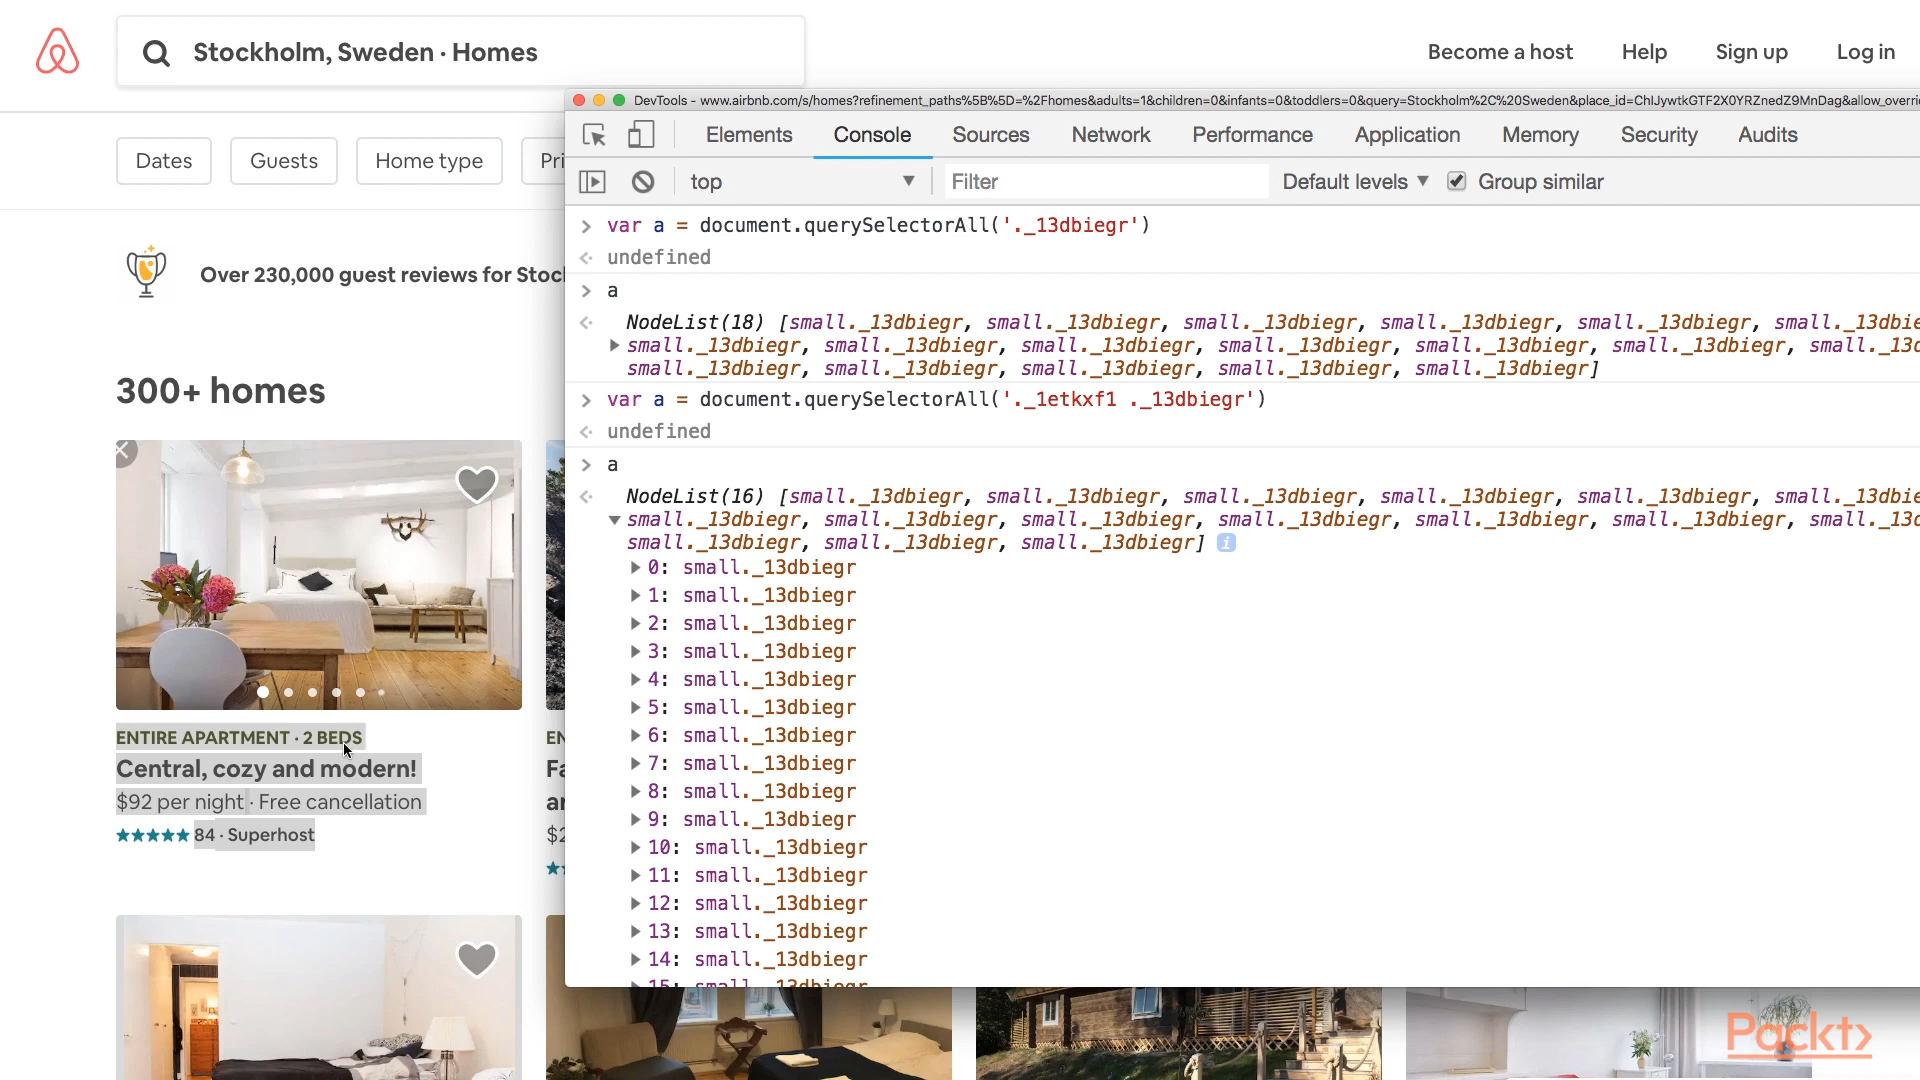 Stockholm, Sweden · Homes
Become a host
Help
Sign up
Log in
DevTools - www.airbnb.com/s/homes?refinement_paths%5B%5D=%2Fhomes&adults=1&children=0&infants=0&toddlers=0&query=Stockholm%2C%20Sweden&place_id=ChIJywtkGTF2X0YRZnedZ9MnDag&allow_overri
Elements
Console
Sources
Network
Performance
Application
Memory
Security
Audits
Dates
Guests
Home type
Pri
top
Filter
Default levels
Group similar
> var a = document.querySelectorAll('._13dbiegr')
undefined
Over 230,000 guest reviews for Stoc
> a
NodeList(18) [small._13dbiegr, small._13dbiegr, small._13dbiegr, small._13dbiegr, small._13dbiegr, small._13dbie
small._13dbiegr, small._13dbiegr, small._13dbiegr, small._13dbiegr, small._13dbiegr, small._13dbiegr, small._13d
small._13dbiegr, small._13dbiegr, small._13dbiegr, small._13dbiegr, small._13dbiegr]
300+ homes
> var a = document.querySelectorAll('._1etkxf1 ._13dbiegr')
undefined
> a
NodeList(16) [small._13dbiegr, small._13dbiegr, small._13dbiegr, small._13dbiegr, small._13dbiegr, small._13dbie
small._13dbiegr, small._13dbiegr, small._13dbiegr, small._13dbiegr, small._13dbiegr, small._13dbiegr, small._13d
small._13dbiegr, small._13dbiegr, small._13dbiegr]
0: small._13dbiegr
1: small._13dbiegr
2: small._13dbiegr
3: small._13dbiegr
4: small._13dbiegr
5: small._13dbiegr
6: small._13dbiegr
7: small._13dbiegr
8: small._13dbiegr
9: small._13dbiegr
10: small._13dbiegr
11: small._13dbiegr
12: small._13dbiegr
13: small._13dbiegr
14: small._13dbiegr
15: small._13dbiegr
ENTIRE APARTMENT · 2 BEDS
Central, cozy and modern!
$92 per night · Free cancellation
84 · Superhost
EN
Fa
ar
$2
Packt>